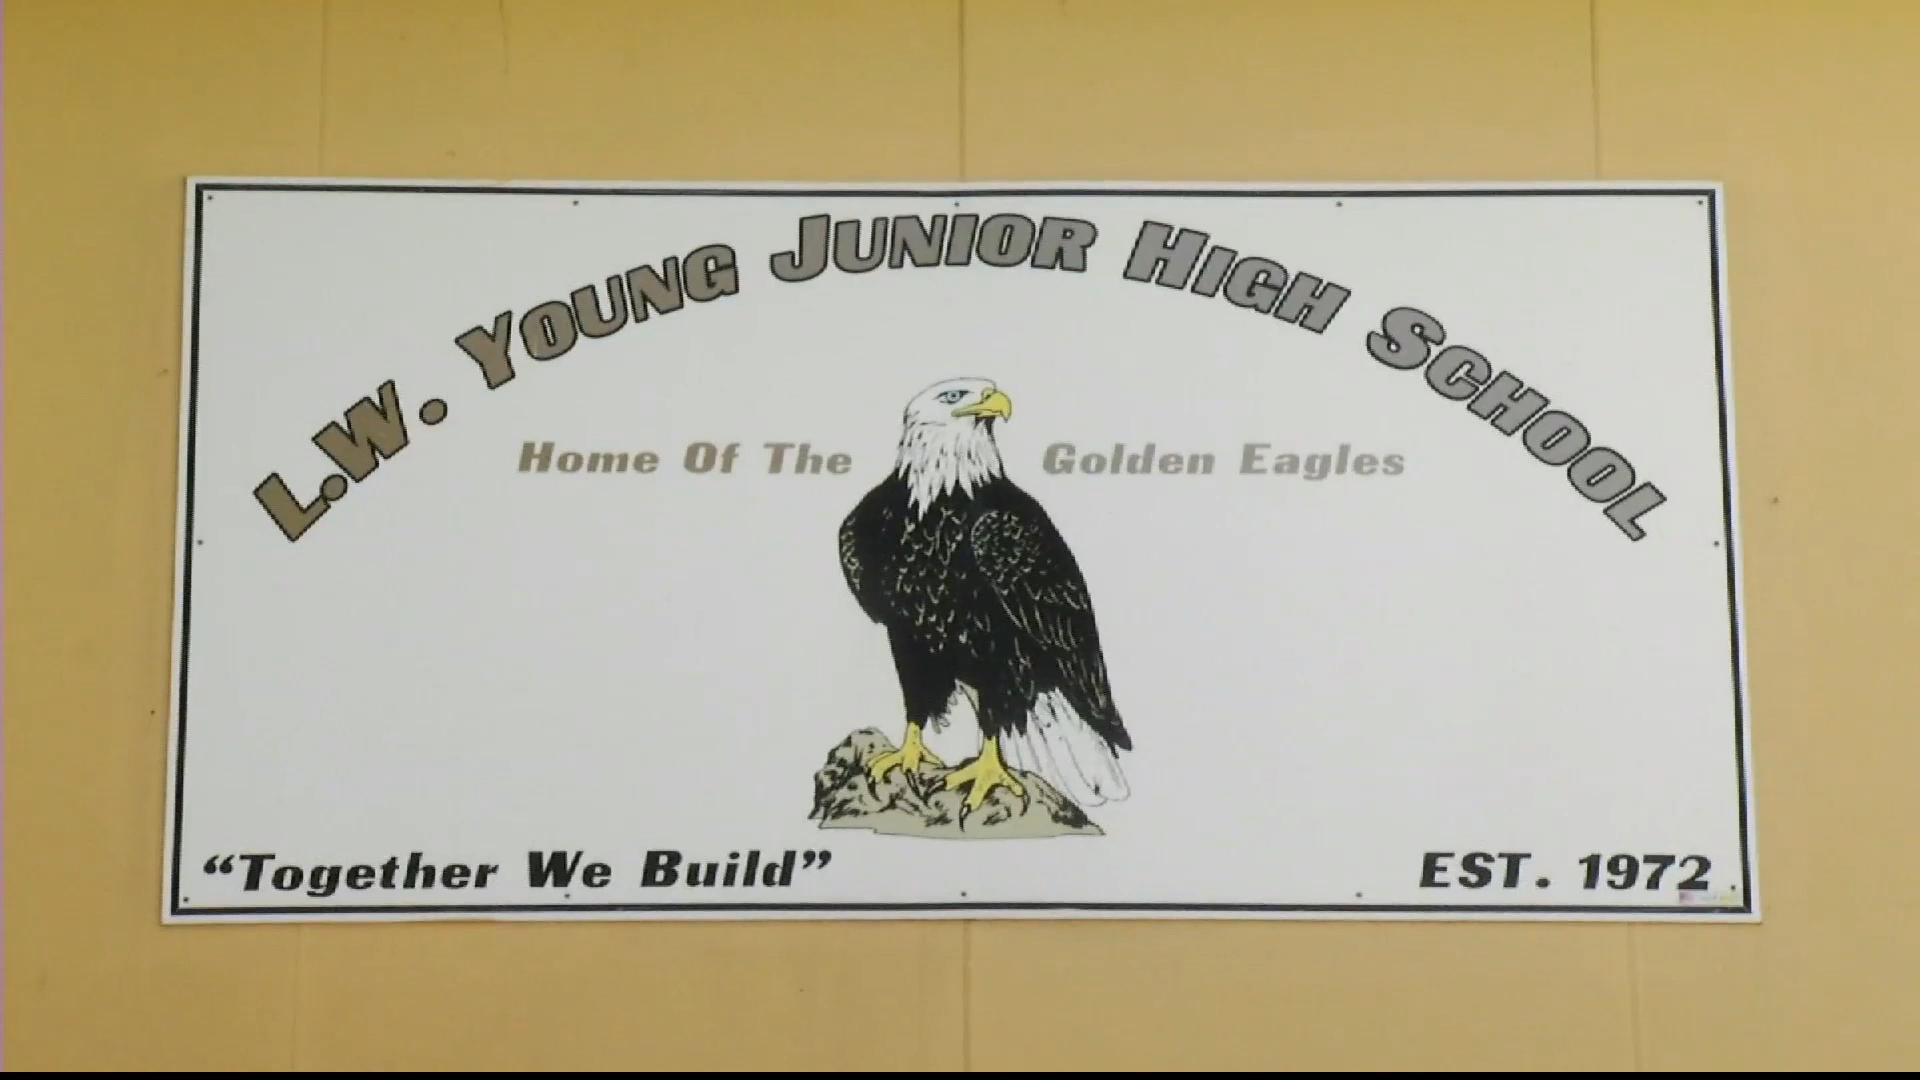 L.W. YOUNG JUNIOR HIGH SCHOOL
Home Of The Golden Eagles
“Together We Build” EST. 1972